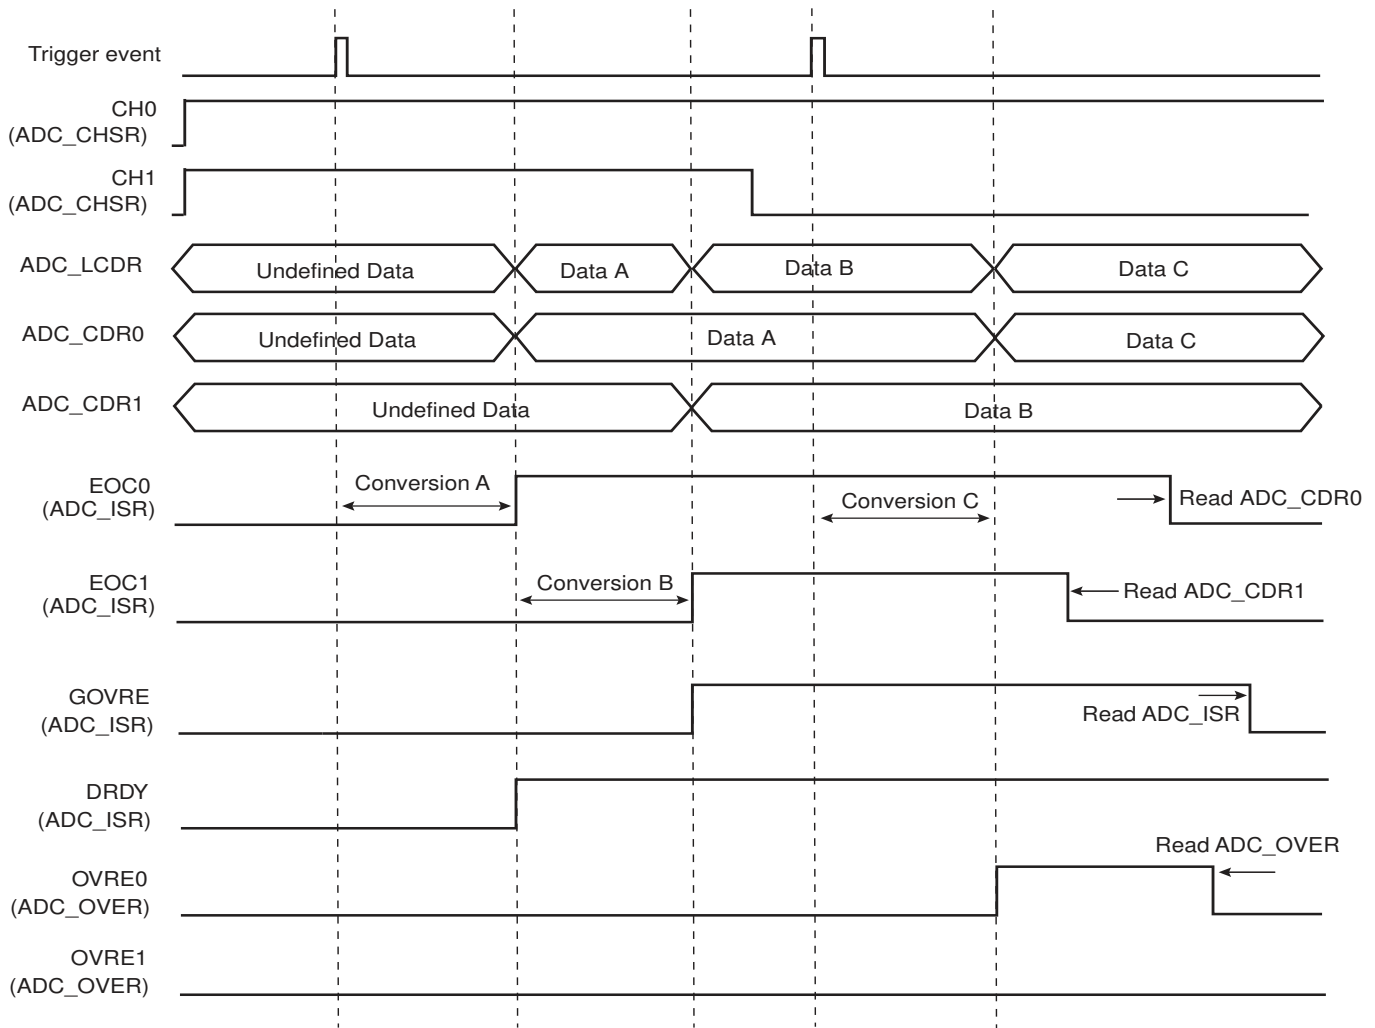 Trigger event
CH0
(ADC_CHSR)
CH1
(ADC_CHSR)
ADC_LCDR
Undefined Data
Data A
Data B
Data C
ADC_CDR0
Undefined Data
Data A
Data C
ADC_CDR1
Undefined Data
Data B
EOC0
(ADC_ISR)
Conversion A
Conversion C
Read ADC_CDR0
EOC1
(ADC_ISR)
Conversion B
Read ADC_CDR1
GOVRE
(ADC_ISR)
Read ADC_ISR
DRDY
(ADC_ISR)
Read ADC_OVER
OVRE0
(ADC_OVER)
OVRE1
(ADC_OVER)